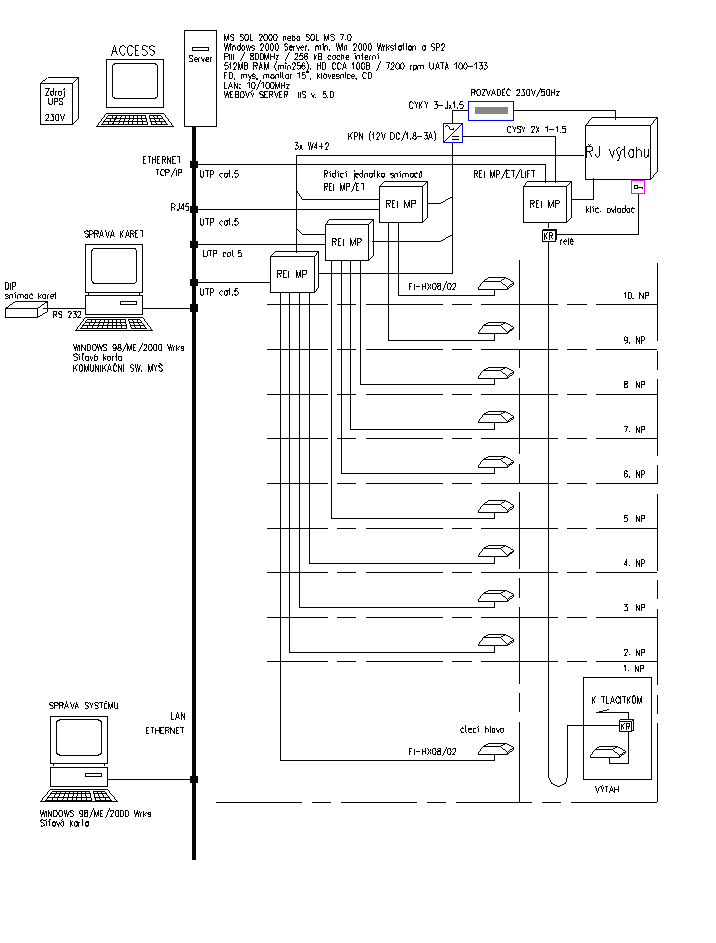 MS SQL 2000 nebo SQL MS 7.0
Windows 2000 Server, min. Win 2000 Wrkstation a SP2
PIII / 800MHz / 256 kB cache interní
512MB RAM (min256), HD CCA 10GB / 7200 rpm UATA 100-133
FD, mys, monitor 15", klávesnice, CD
LAN: 10/100MHz
WEBOVÝ SERVER IIS v. 5.0
ACCESS
Server
Zdroj
UPS
230V
ROZVADĚČ 230V/50Hz
CYKY 3-Jx1,5
KPN (12V DC/1,8-3A)
CYSY 2X 1-1.5
3x W4+2
ŘJ výtahu
ETHERNET
TCP/IP
UTP cat.5
Řídící jednotka snímačů
REI MP/ET
REI MP/ET/LIFT
REI MP
REI MP
RJ45
UTP cat.5
klíč. ovladač
KR
relé
SPRÁVA KARET
REI MP
UTP cat 5
REI MP
DIP
snímač karet
RS 232
UTP cat.5
FI-HX08/02
10. NP
WINDOWS 98/ME/2000 Wrks
Síťová karta
KOMUNIKAČNÍ SW, MYŠ
9. NP
8 NP
7. NP
6. NP
5 NP
4. NP
3 NP
2. NP
1. NP
SPRÁVA SYSTÉMU
LAN
ETHERNET
K TLAČÍTKŮM
KR
čtecí hlava
FI-HX08/02
VÝTAH
WINDOWS 98/ME/2000 Wrks
Síťová karta